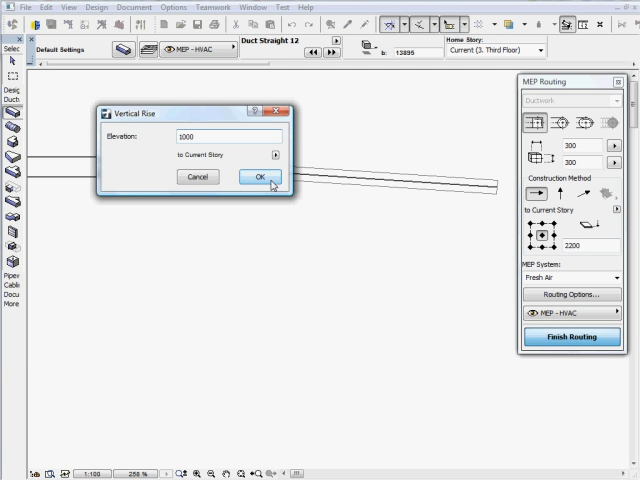 File Edit View Design Document Options Teamwork Window Test Help
Selec
Default Settings
MEP - HVAC
Duct Straight 12
b: 13895
Home Story:
Current (3. Third Floor)
Desig
Duct
Pipew
Cablin
Docu
More
Vertical Rise
Elevation:
1000
to Current Story
Cancel
OK
MEP Routing
Ductwork
300
300
Construction Method
to Current Story
2200
MEP System:
Fresh Air
Routing Options...
MEP - HVAC
Finish Routing
1:100
258 %